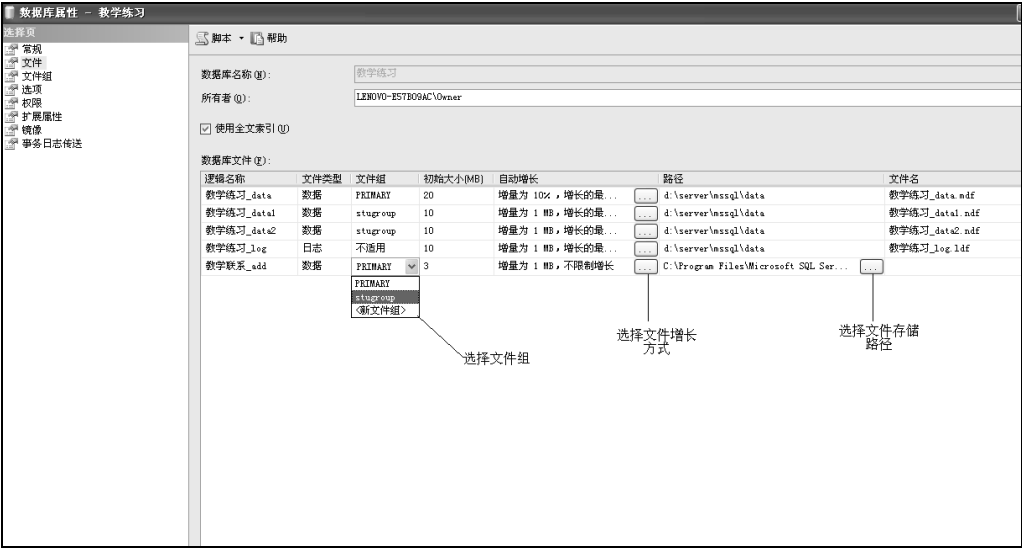 数据库属性 - 教学练习
选择页
常规
文件
文件组
选项
权限
扩展属性
镜像
事务日志传送
脚本 帮助
数据库名称(N):
教学练习
所有者(O):
LENOVO-E57B09AC\Owner
使用全文索引(U)
数据库文件(F):
逻辑名称 文件类型 文件组 初始大小(MB) 自动增长 路径 文件名
教学练习_data 数据 PRIMARY 20 增量为 10%，增长的最... ... d:\server\mssql\data 教学练习_data.mdf
教学练习_data1 数据 stugroup 10 增量为 1 MB，增长的最... ... d:\server\mssql\data 教学练习_data1.ndf
教学练习_data2 数据 stugroup 10 增量为 1 MB，增长的最... ... d:\server\mssql\data 教学练习_data2.ndf
教学练习_log 日志 不适用 10 增量为 1 MB，增长的最... ... d:\server\mssql\data 教学练习_log.ldf
教学联系_add 数据 PRIMARY 3 增量为 1 MB，不限制增长 ... C:\Program Files\Microsoft SQL Ser... ...
PRIMARY
stugroup
<新文件组>
选择文件组
选择文件增长
方式
选择文件存储
路径